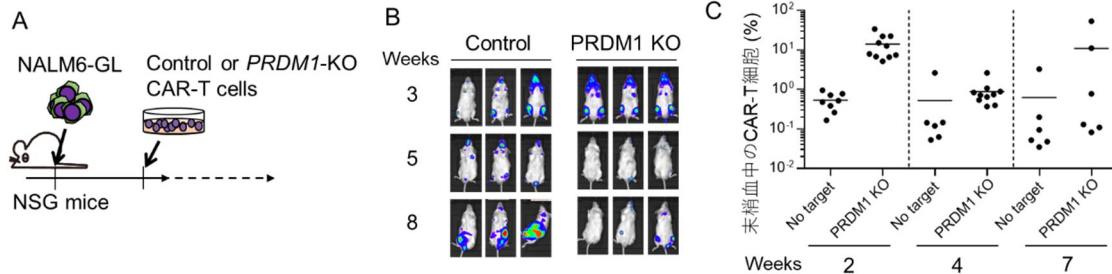 A
NALM6-GL
Control or PRDM1-KO
CAR-T cells
NSG mice
B
Control
PRDM1 KO
Weeks
3
5
8
C
末梢血中のCAR-T細胞 (%)
10²
10¹
10⁰
10⁻¹
10⁻²
No target
PRDM1 KO
No target
PRDM1 KO
No target
PRDM1 KO
Weeks
2
4
7